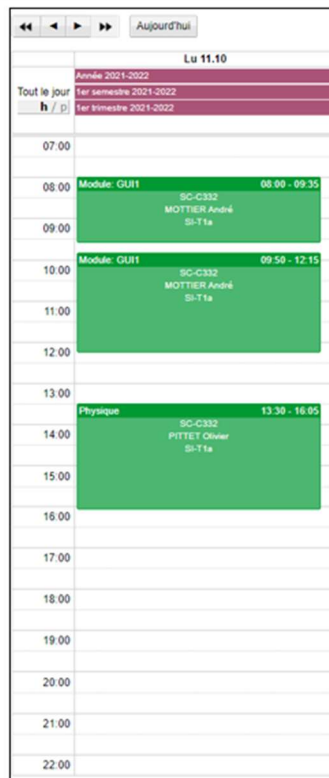 Aujourd'hui
Lu 11.10
Tout le jour
h / p
Année 2021-2022
1er semestre 2021-2022
1er trimestre 2021-2022
07:00
08:00
Module: GUI1 08:00 - 09:35
SC-C332
MOTTIER André
SI-T1a
09:00
Module: GUI1 09:50 - 12:15
10:00
SC-C332
MOTTIER André
SI-T1a
11:00
12:00
13:00
Physique 13:30 - 16:05
SC-C332
14:00
PITTET Olivier
SI-T1a
15:00
16:00
17:00
18:00
19:00
20:00
21:00
22:00